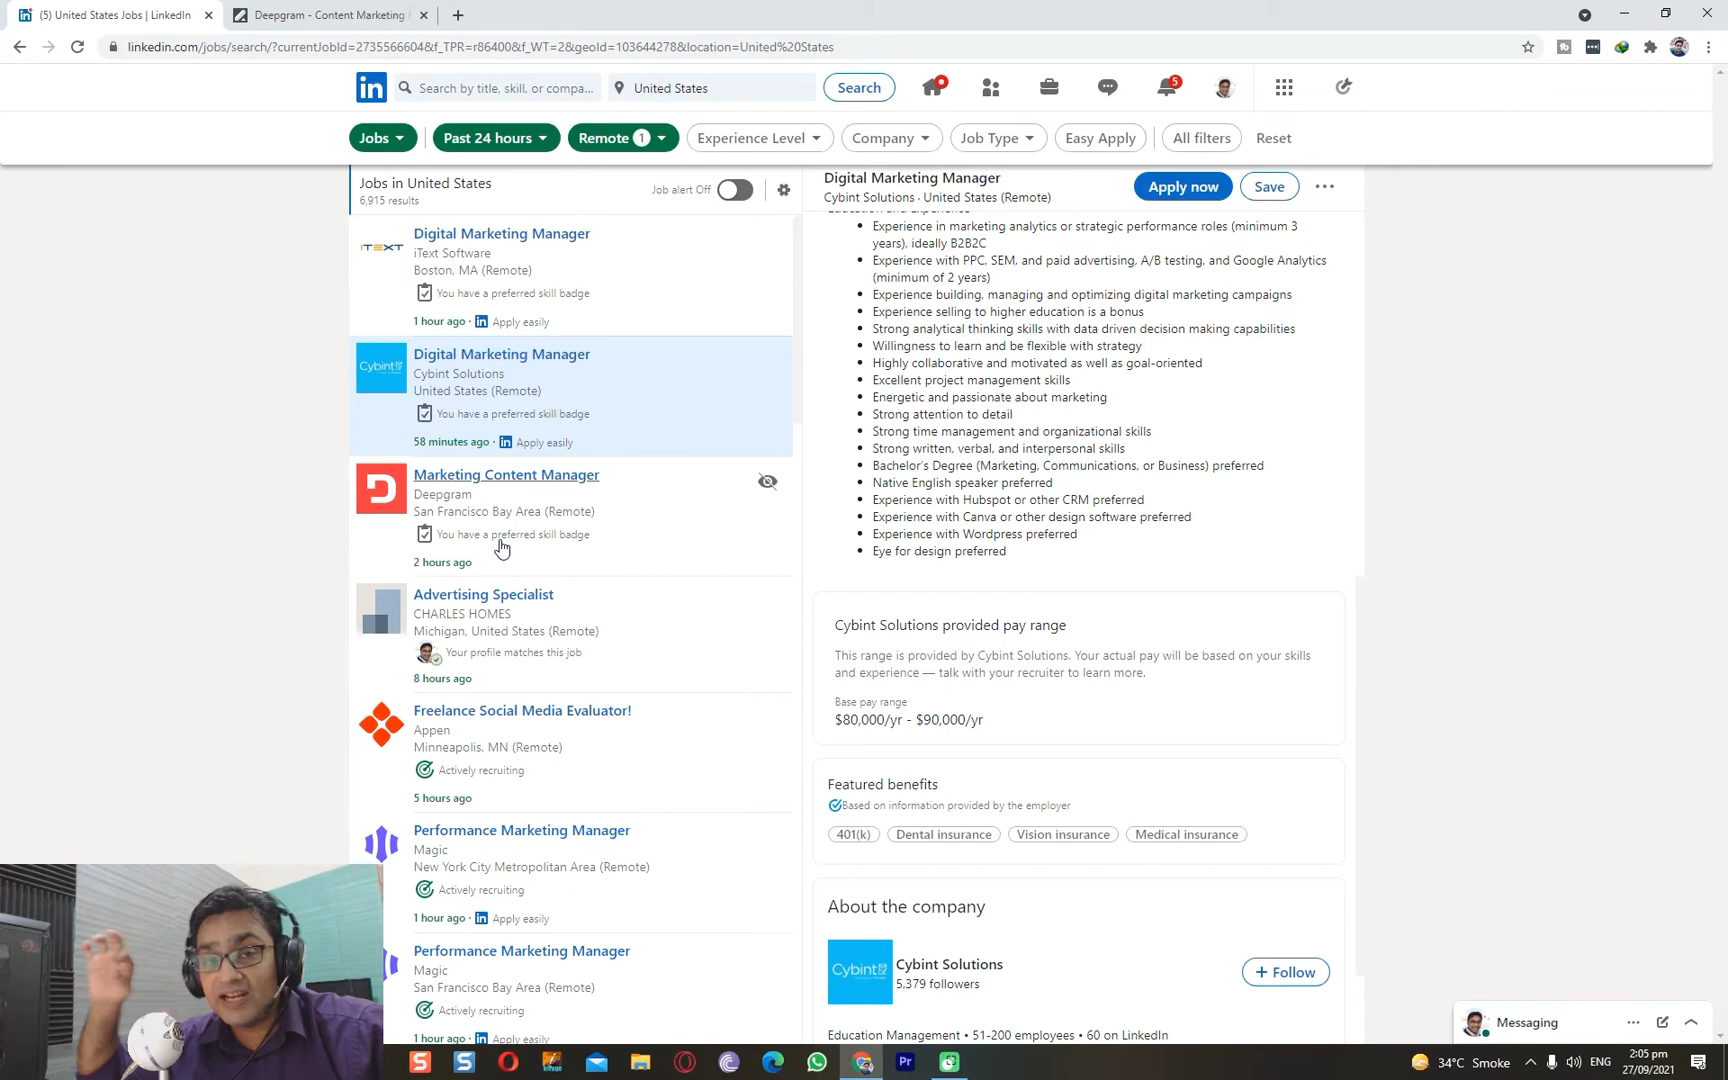 (5) United States Jobs | LinkedIn
Deepgram - Content Marketing
linkedin.com/jobs/search/?currentJobId=2735566604&f_TPR=r86400&f_WT=2&geoId=103644278&location=United%20States
in
Search by title, skill, or compa...
United States
Search
5
Jobs
Past 24 hours
Remote 1
Experience Level
Company
Job Type
Easy Apply
All filters
Reset
Jobs in United States
6,915 results
Job alert Off
iTEXT
Digital Marketing Manager
iText Software
Boston, MA (Remote)
You have a preferred skill badge
1 hour ago · in Apply easily
Cybint
Digital Marketing Manager
Cybint Solutions
United States (Remote)
You have a preferred skill badge
58 minutes ago · in Apply easily
Marketing Content Manager
Deepgram
San Francisco Bay Area (Remote)
You have a preferred skill badge
2 hours ago
Advertising Specialist
CHARLES HOMES
Michigan, United States (Remote)
Your profile matches this job
8 hours ago
Freelance Social Media Evaluator!
Appen
Minneapolis, MN (Remote)
Actively recruiting
5 hours ago
Performance Marketing Manager
Magic
New York City Metropolitan Area (Remote)
Actively recruiting
1 hour ago · in Apply easily
Performance Marketing Manager
Magic
San Francisco Bay Area (Remote)
Actively recruiting
1 hour ago · in Apply easily
Digital Marketing Manager
Cybint Solutions · United States (Remote)
Apply now
Save
Education and Experience
• Experience in marketing analytics or strategic performance roles (minimum 3
years), ideally B2B2C
• Experience with PPC, SEM, and paid advertising, A/B testing, and Google Analytics
(minimum of 2 years)
• Experience building, managing and optimizing digital marketing campaigns
• Experience selling to higher education is a bonus
• Strong analytical thinking skills with data driven decision making capabilities
• Willingness to learn and be flexible with strategy
• Highly collaborative and motivated as well as goal-oriented
• Excellent project management skills
• Energetic and passionate about marketing
• Strong attention to detail
• Strong time management and organizational skills
• Strong written, verbal, and interpersonal skills
• Bachelor's Degree (Marketing, Communications, or Business) preferred
• Native English speaker preferred
• Experience with Hubspot or other CRM preferred
• Experience with Canva or other design software preferred
• Experience with Wordpress preferred
• Eye for design preferred
Cybint Solutions provided pay range
This range is provided by Cybint Solutions. Your actual pay will be based on your skills
and experience — talk with your recruiter to learn more.
Base pay range
$80,000/yr - $90,000/yr
Featured benefits
Based on information provided by the employer
401(k)
Dental insurance
Vision insurance
Medical insurance
About the company
Cybint
Cybint Solutions
5,379 followers
+ Follow
Education Management • 51-200 employees • 60 on LinkedIn
Messaging
S
S
Pr
34°C Smoke
ENG
2:05 pm
27/09/2021